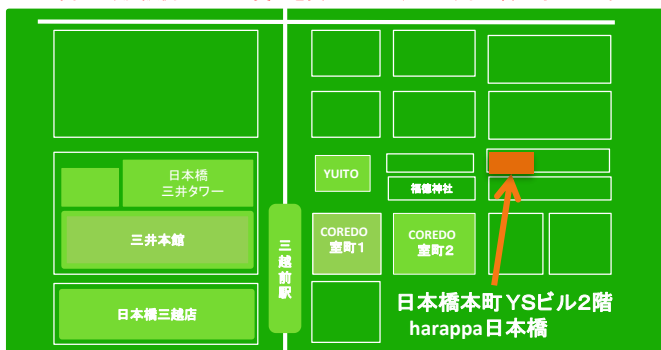 日本橋
三井タワー
三井本館
日本橋三越店
三越前駅
YUITO
福徳神社
COREDO
室町1
COREDO
室町2
日本橋本町 YSビル2階
harappa日本橋